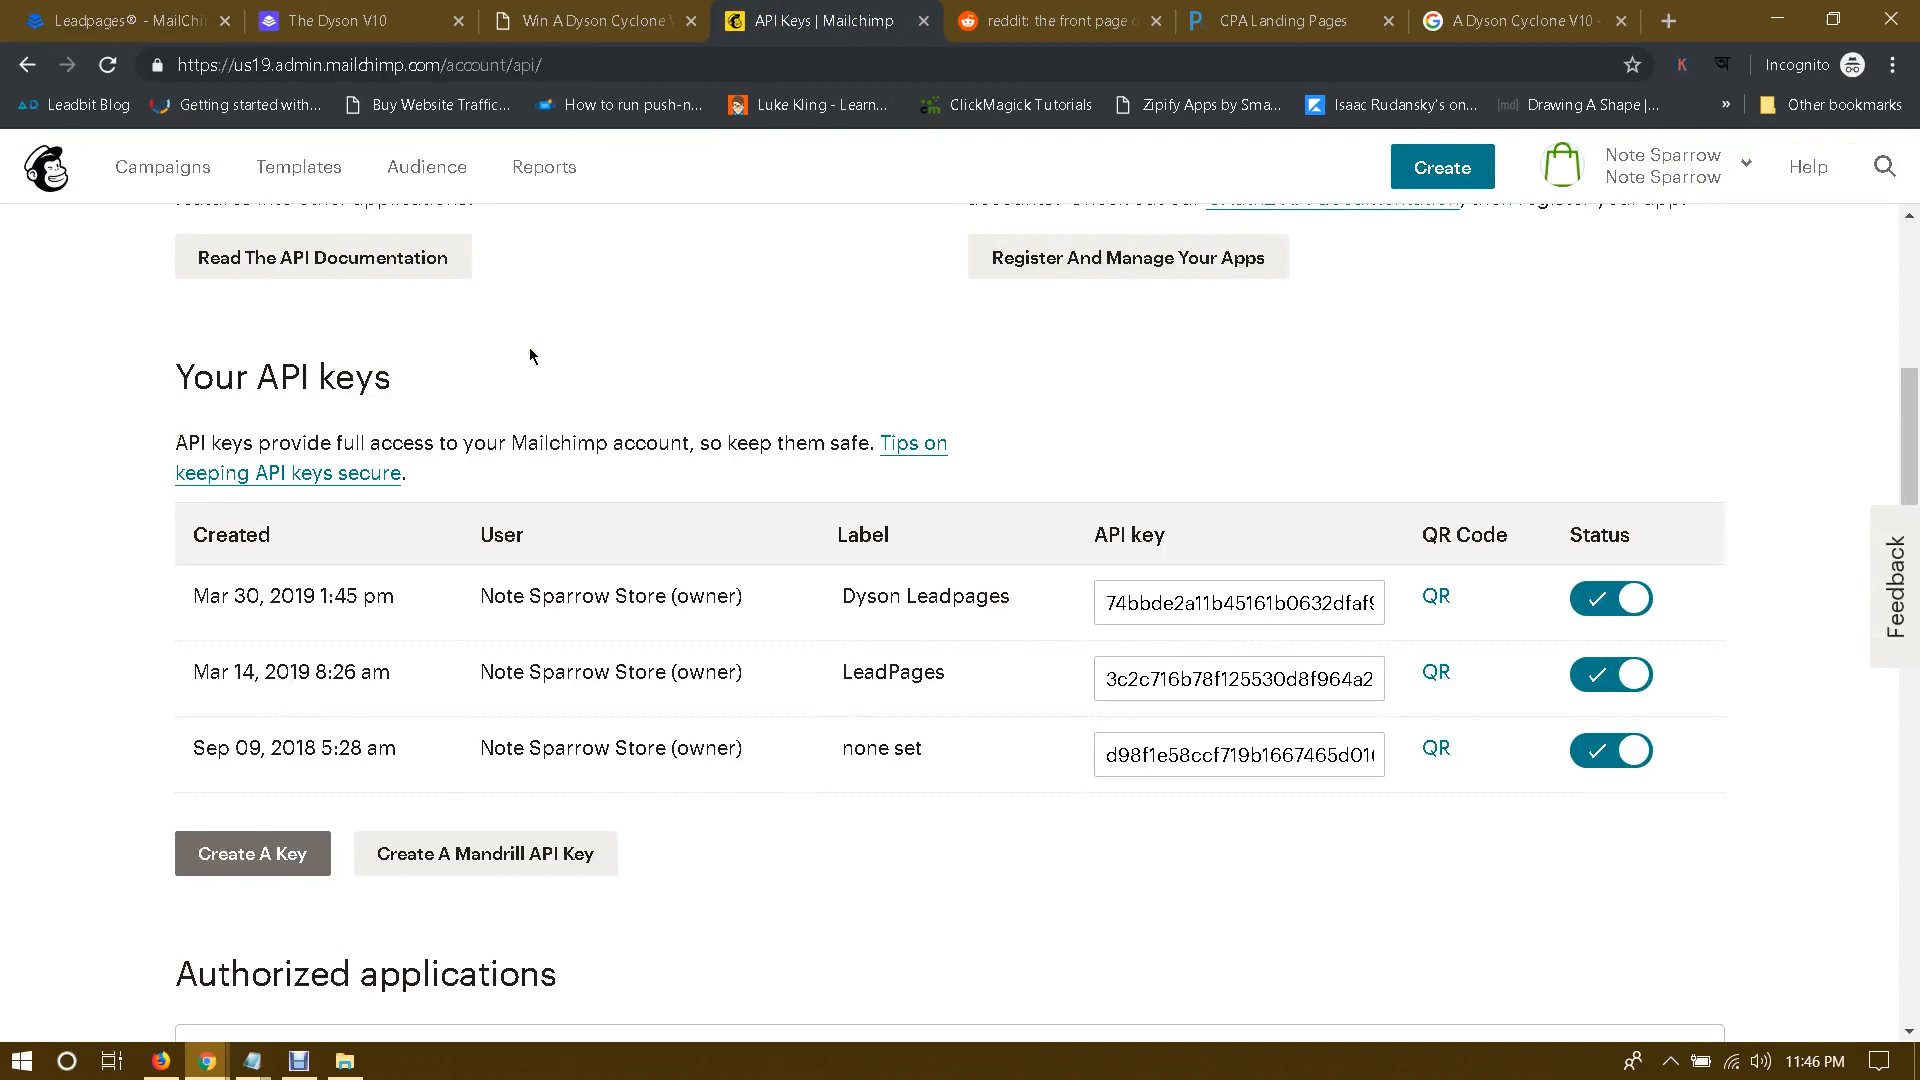 Leadpages® - MailChi
The Dyson V10
Win A Dyson Cyclone
API Keys | Mailchimp
reddit: the front page o
CPA Landing Pages
A Dyson Cyclone V10 -
https://us19.admin.mailchimp.com/account/api/
K
অ
Incognito
Leadbit Blog
Getting started with...
Buy Website Traffic...
How to run push-n...
Luke Kling - Learn...
ClickMagick Tutorials
Zipify Apps by Sma...
Isaac Rudansky's on...
[md] Drawing A Shape |...
»
Other bookmarks
Campaigns
Templates
Audience
Reports
Create
Note Sparrow
Note Sparrow
Help
Read The API Documentation
Register And Manage Your Apps
Your API keys
API keys provide full access to your Mailchimp account, so keep them safe. Tips on
keeping API keys secure.
Created User Label API key QR Code Status
Mar 30, 2019 1:45 pm Note Sparrow Store (owner) Dyson Leadpages 74bbde2a11b45161b0632dfaf9 QR
Mar 14, 2019 8:26 am Note Sparrow Store (owner) LeadPages 3c2c716b78f125530d8f964a2 QR
Sep 09, 2018 5:28 am Note Sparrow Store (owner) none set d98f1e58ccf719b1667465d01 QR
Create A Key
Create A Mandrill API Key
Authorized applications
Feedback
11:46 PM